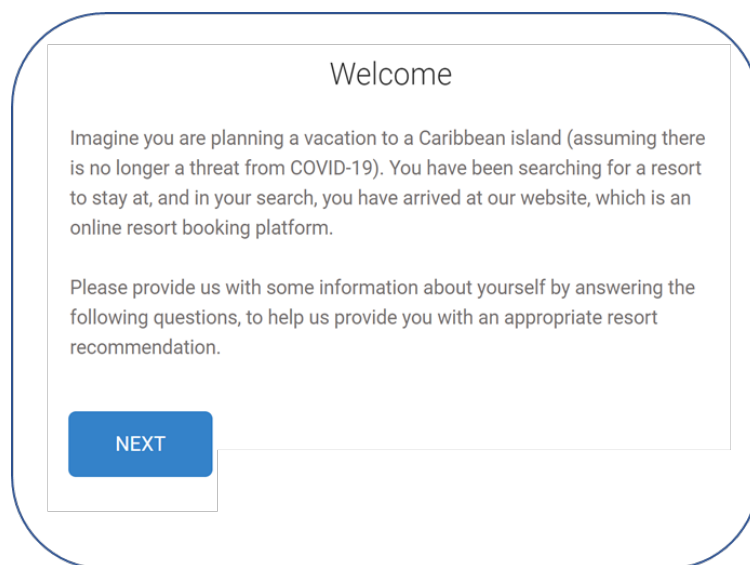 Welcome
Imagine you are planning a vacation to a Caribbean island (assuming there
is no longer a threat from COVID-19). You have been searching for a resort
to stay at, and in your search, you have arrived at our website, which is an
online resort booking platform.
Please provide us with some information about yourself by answering the
following questions, to help us provide you with an appropriate resort
recommendation.
NEXT